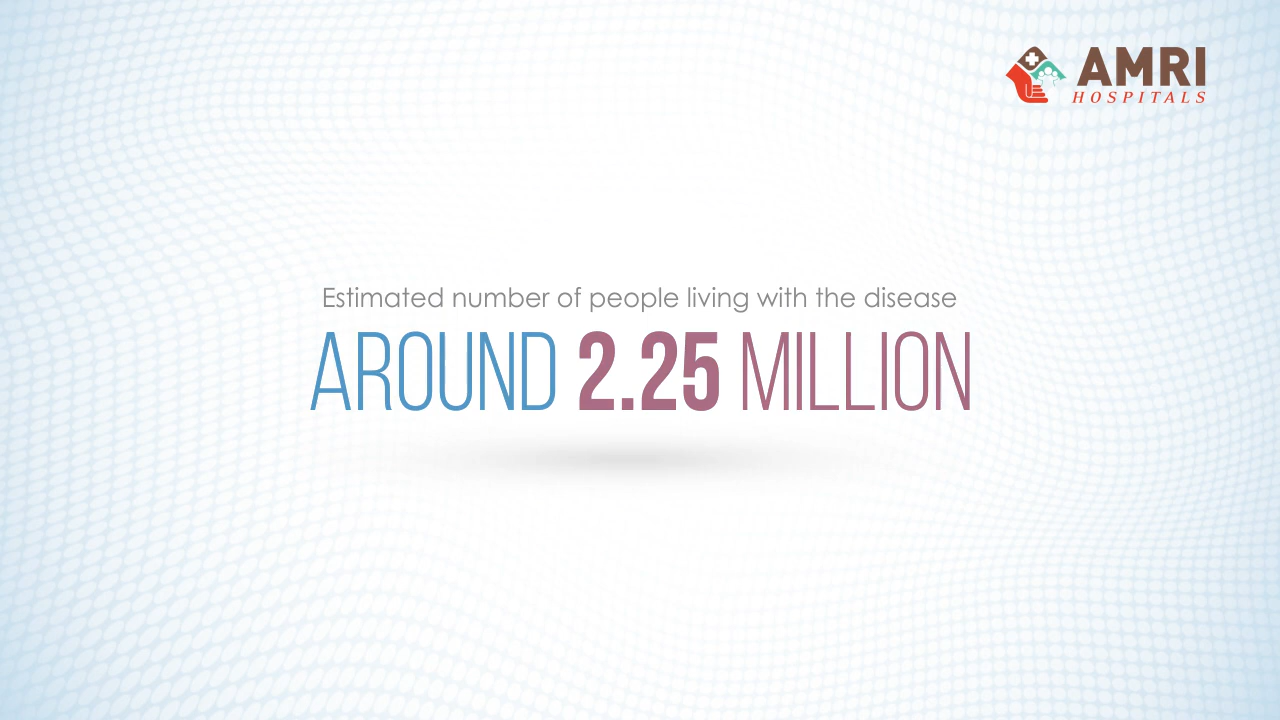 AMRI
HOSPITALS
Estimated number of people living with the disease
AROUND 2.25 MILLION